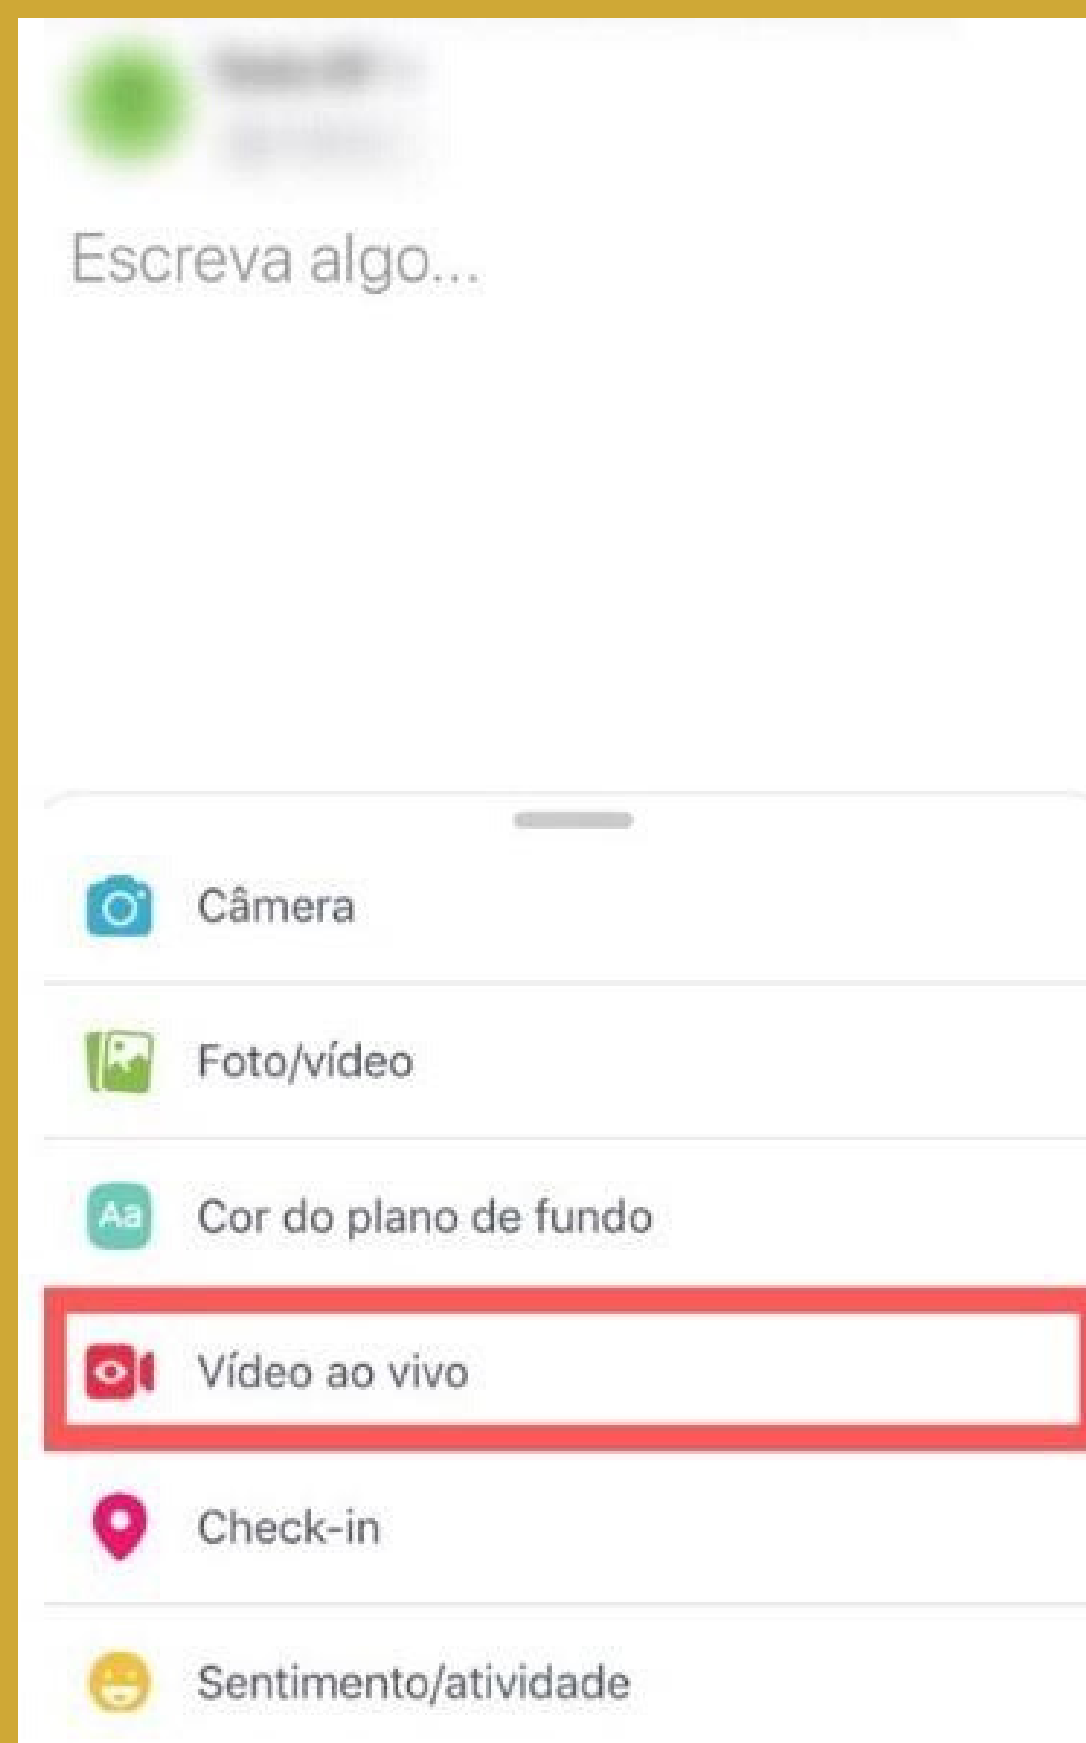 Escreva algo...
Câmera
Foto/vídeo
Aa
Cor do plano de fundo
Vídeo ao vivo
Check-in
Sentimento/atividade